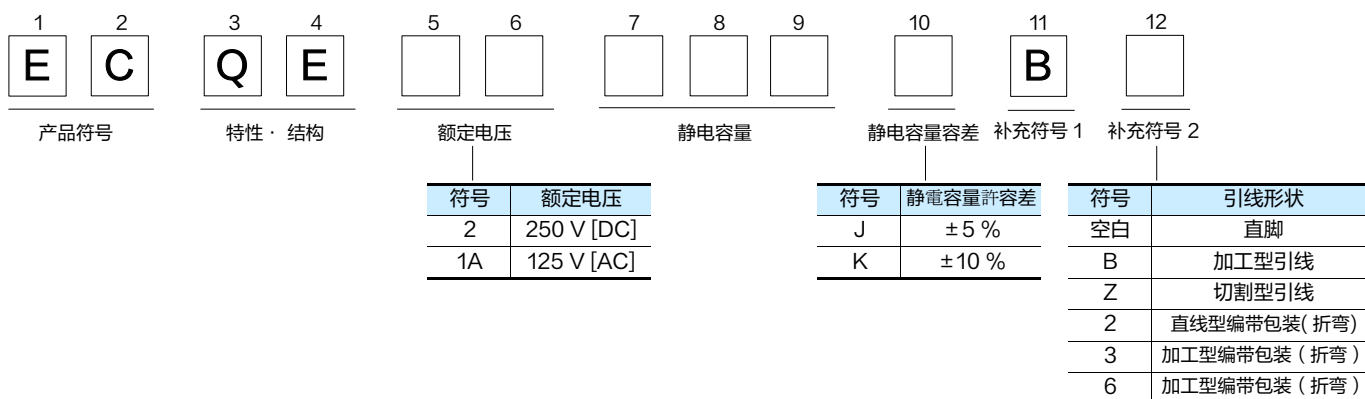 1 2 3 4 5 6 7 8 9 10 11 12
E C Q E B
产品符号 特性· 结构 额定电压 静电容量 静电容量容差 补充符号 1 补充符号 2
符号 额定电压
2 250 V [DC]
1A 125 V [AC]
符号 静電容量許容差
J ±5 %
K ±10 %
符号 引线形状
空白 直脚
B 加工型引线
Z 切割型引线
2 直线型编带包装( 折弯)
3 加工型编带包装 ( 折弯 )
6 加工型编带包装 ( 折弯 )